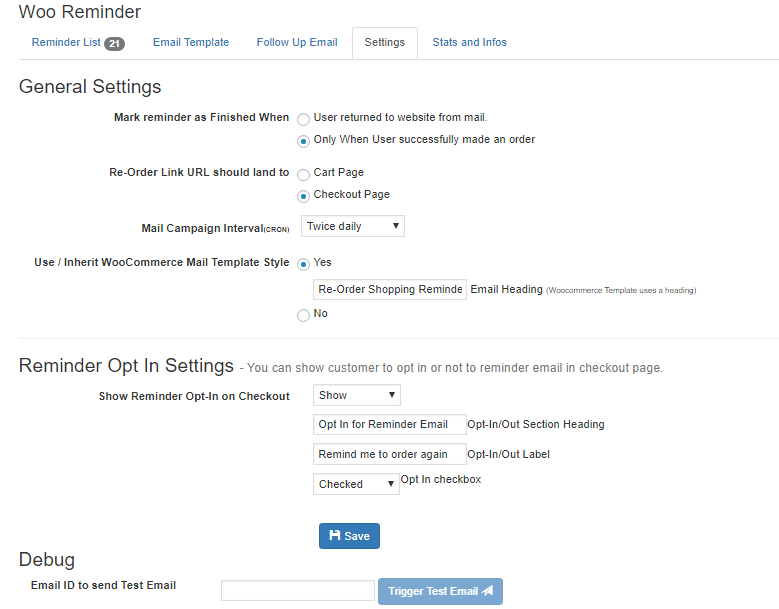 Woo Reminder
Reminder List 21 Email Template Follow Up Email Settings Stats and Infos
General Settings
Mark reminder as Finished When User returned to website from mail.
Only When User successfully made an order
Re-Order Link URL should land to Cart Page
Checkout Page
Mail Campaign Interval(CRON) Twice daily
Use / Inherit WooCommerce Mail Template Style Yes
Re-Order Shopping Reminde Email Heading (Woocommerce Template uses a heading)
No
Reminder Opt In Settings - You can show customer to opt in or not to reminder email in checkout page.
Show Reminder Opt-In on Checkout Show
Opt In for Reminder Email Opt-In/Out Section Heading
Remind me to order again Opt-In/Out Label
Checked Opt In checkbox
Save
Debug
Email ID to send Test Email Trigger Test Email